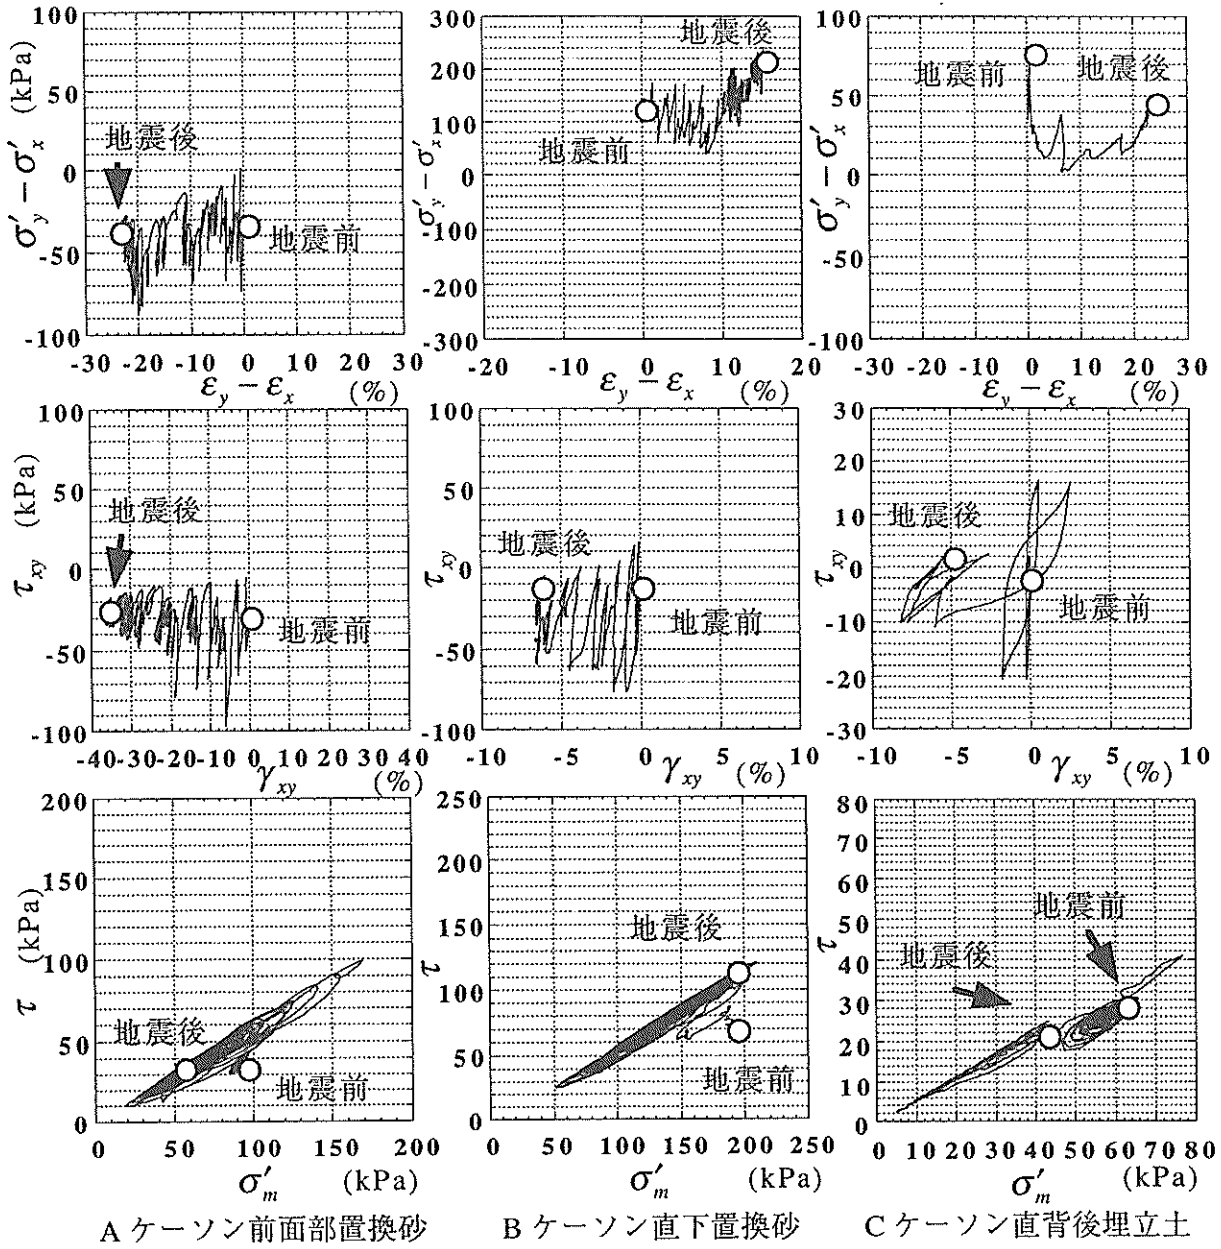 σ′y − σ′x (kPa)
100
50
0
-50
-100
地震後
地震前
-30 -20 -10 0 10 20 30
εy − εx (%)
σ′y − σ′x
300
200
100
0
-100
-200
-300
地震後
地震前
-20 -10 0 10 20
εy − εx (%)
σ′y − σ′x
100
50
0
-50
-100
地震前
地震後
-30 -20 -10 0 10 20 30
εy − εx (%)
τxy (kPa)
100
50
0
-50
-100
地震後
地震前
-40 -30 -20 -10 0 10 20 30 40
γxy (%)
τxy
100
50
0
-50
-100
地震後
地震前
-10 -5 0 5 10
γxy (%)
τxy
30
20
10
0
-10
-20
-30
地震後
地震前
-10 -5 0 5 10
γxy (%)
τ (kPa)
200
150
100
50
0
地震後
地震前
0 50 100 150 200
σ′m (kPa)
τ
250
200
150
100
50
0
地震後
地震前
0 50 100 150 200 250
σ′m (kPa)
τ
80
70
60
50
40
30
20
10
0
地震前
地震後
0 10 20 30 40 50 60 70 80
σ′m (kPa)
A ケーソン前面部置換砂 B ケーソン直下置換砂 C ケーソン直背後埋立土